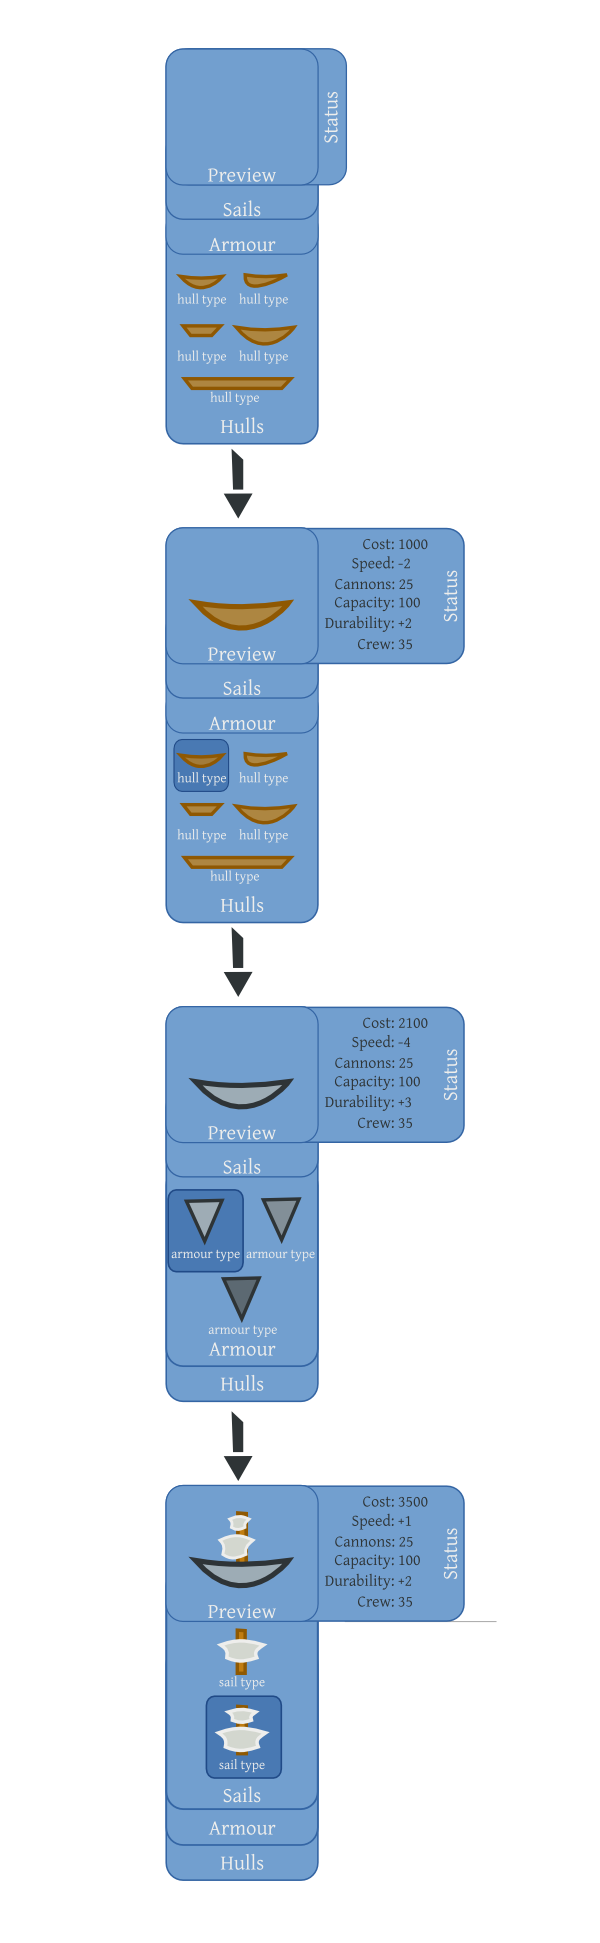 Status
Preview
Sails
Armour
hull type hull type
hull type hull type
hull type
Hulls
Cost: 1000
Speed: -2
Cannons: 25
Capacity: 100
Durability: +2
Crew: 35
Status
Preview
Sails
Armour
hull type hull type
hull type hull type
hull type
Hulls
Cost: 2100
Speed: -4
Cannons: 25
Capacity: 100
Durability: +3
Crew: 35
Status
Preview
Sails
armour type armour type
armour type
Armour
Hulls
Cost: 3500
Speed: +1
Cannons: 25
Capacity: 100
Durability: +2
Crew: 35
Status
Preview
sail type
sail type
Sails
Armour
Hulls